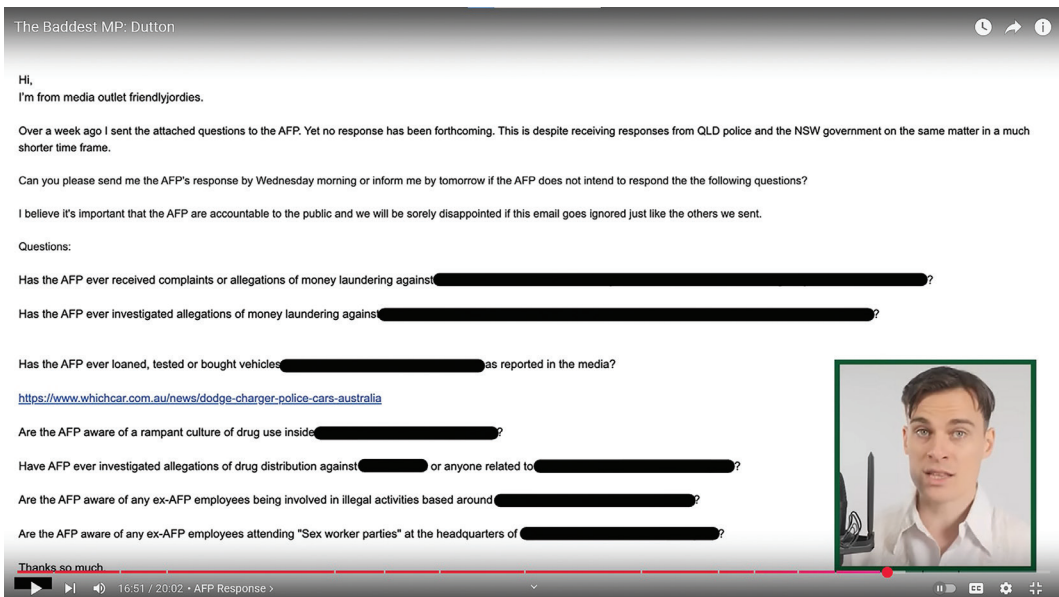 The Baddest MP: Dutton
Hi,
I'm from media outlet friendlyjordies.
Over a week ago I sent the attached questions to the AFP. Yet no response has been forthcoming. This is despite receiving responses from QLD police and the NSW government on the same matter in a much
shorter time frame.
Can you please send me the AFP's response by Wednesday morning or inform me by tomorrow if the AFP does not intend to respond the the following questions?
I believe it's important that the AFP are accountable to the public and we will be sorely disappointed if this email goes ignored just like the others we sent.
Questions:
Has the AFP ever received complaints or allegations of money laundering against ?
Has the AFP ever investigated allegations of money laundering against ?
Has the AFP ever loaned, tested or bought vehicles as reported in the media?
https://www.whichcar.com.au/news/dodge-charger-police-cars-australia
Are the AFP aware of a rampant culture of drug use inside ?
Have AFP ever investigated allegations of drug distribution against or anyone related to ?
Are the AFP aware of any ex-AFP employees being involved in illegal activities based around ?
Are the AFP aware of any ex-AFP employees attending "Sex worker parties" at the headquarters of ?
Thanks so much.
16:51 / 20:02 • AFP Response >
CC